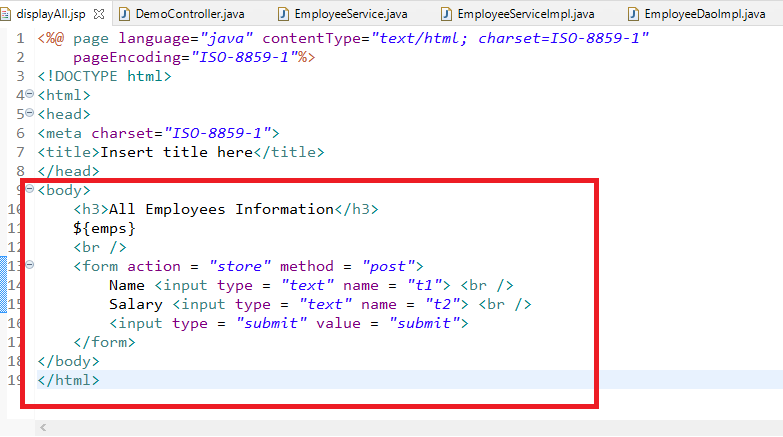 displayAll.jsp DemoController.java EmployeeService.java EmployeeServiceImpl.java EmployeeDaoImpl.java
1 <%@ page language="java" contentType="text/html; charset=ISO-8859-1"
2     pageEncoding="ISO-8859-1"%>
3 <!DOCTYPE html>
4 <html>
5 <head>
6 <meta charset="ISO-8859-1">
7 <title>Insert title here</title>
8 </head>
9 <body>
10     <h3>All Employees Information</h3>
11     ${emps}
12     <br />
13     <form action = "store" method = "post">
14         Name <input type = "text" name = "t1"> <br />
15         Salary <input type = "text" name = "t2"> <br />
16         <input type = "submit" value = "submit">
17     </form>
18 </body>
19 </html>